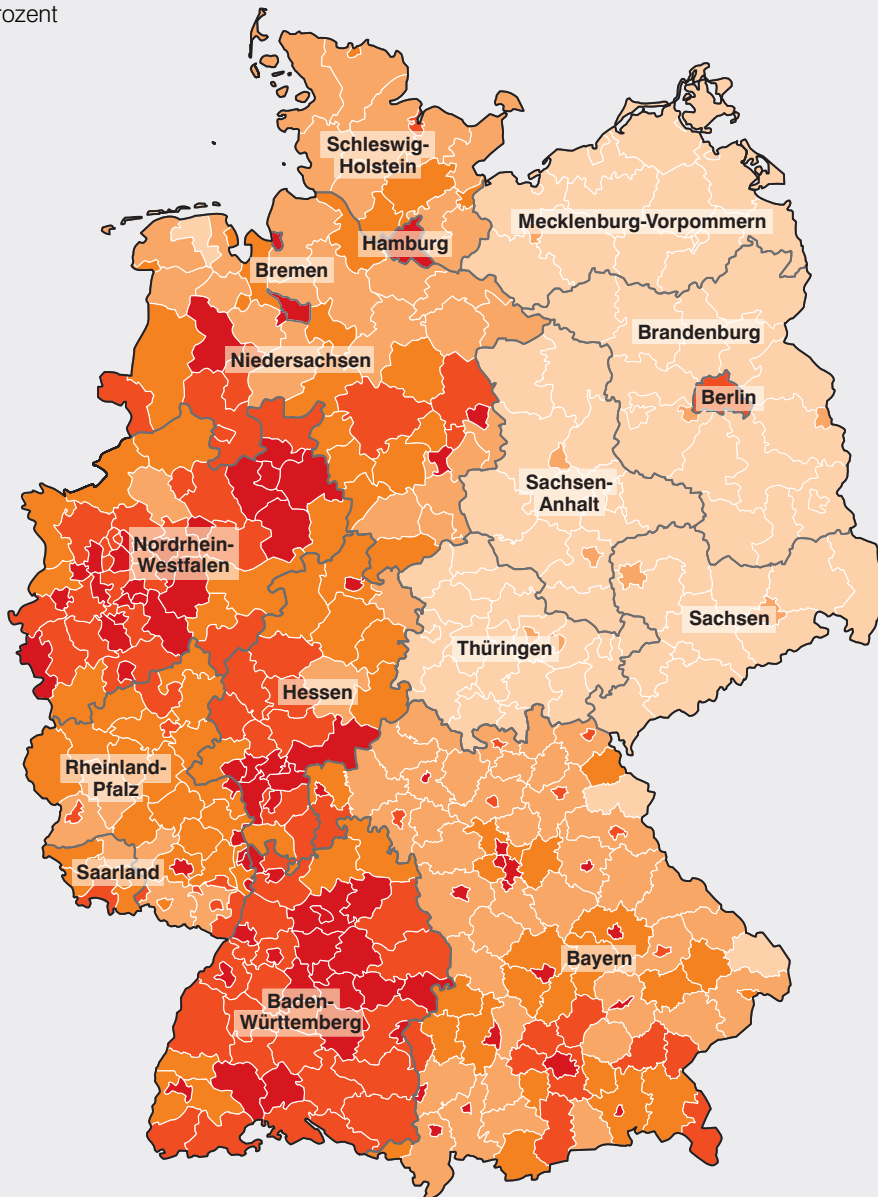 rozent
Schleswig-
Holstein
Mecklenburg-Vorpommern
Hamburg
Bremen
Brandenburg
Niedersachsen
Berlin
Sachsen-
Anhalt
Nordrhein-
Westfalen
Sachsen
Thüringen
Hessen
Rheinland-
Pfalz
Saarland
Bayern
Baden-
Württemberg